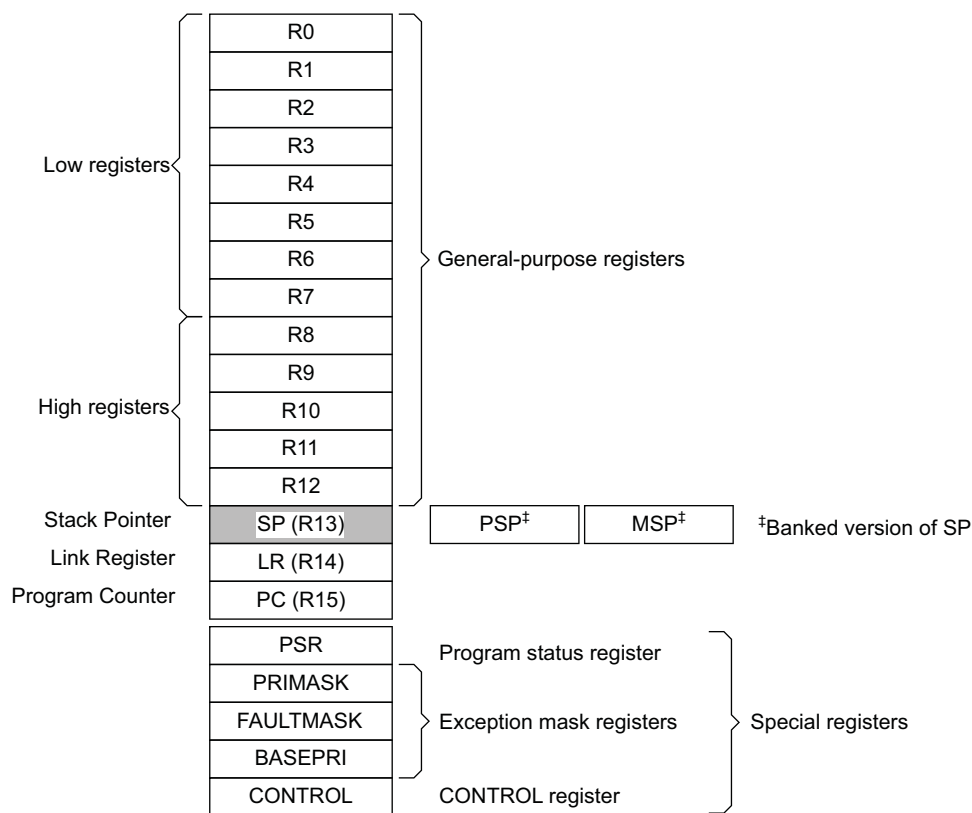 R0
R1
R2
R3
Low registers
R4
R5
R6
General-purpose registers
R7
R8
R9
High registers
R10
R11
R12
Stack Pointer SP (R13) PSP‡ MSP‡ ‡Banked version of SP
Link Register LR (R14)
Program Counter PC (R15)
PSR Program status register
PRIMASK
FAULTMASK Exception mask registers Special registers
BASEPRI
CONTROL CONTROL register